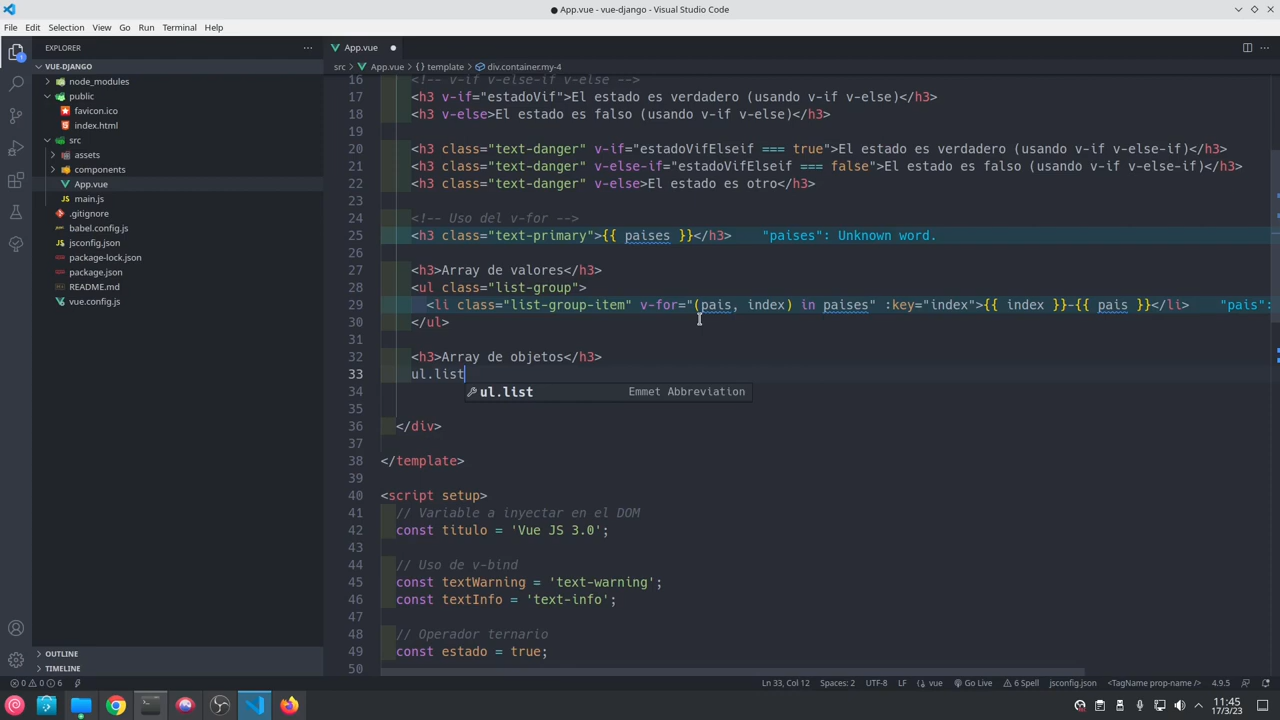 ● App.vue - vue-django - Visual Studio Code
File Edit Selection View Go Run Terminal Help
EXPLORER
App.vue ●
VUE-DJANGO
src > App.vue > {} template > div.container.my-4
node_modules
public
favicon.ico
index.html
src
assets
components
App.vue
main.js
.gitignore
babel.config.js
jsconfig.json
package-lock.json
package.json
README.md
vue.config.js
OUTLINE
TIMELINE
16 <!-- v-if v-else-if v-else -->
17 <h3 v-if="estadoVif">El estado es verdadero (usando v-if v-else)</h3>
18 <h3 v-else>El estado es falso (usando v-if v-else)</h3>
19
20 <h3 class="text-danger" v-if="estadoVifElseif === true">El estado es verdadero (usando v-if v-else-if)</h3>
21 <h3 class="text-danger" v-else-if="estadoVifElseif === false">El estado es falso (usando v-if v-else-if)</h3>
22 <h3 class="text-danger" v-else>El estado es otro</h3>
23
24 <!-- Uso del v-for -->
25 <h3 class="text-primary">{{ paises }}</h3> "paises": Unknown word.
26
27 <h3>Array de valores</h3>
28 <ul class="list-group">
29 <li class="list-group-item" v-for="(pais, index) in paises" :key="index">{{ index }}-{{ pais }}</li> "pais":
30 </ul>
31
32 <h3>Array de objetos</h3>
33 ul.list
ul.list Emmet Abbreviation
34
35
36 </div>
37
38 </template>
39
40 <script setup>
41 // Variable a inyectar en el DOM
42 const titulo = 'Vue JS 3.0';
43
44 // Uso de v-bind
45 const textWarning = 'text-warning';
46 const textInfo = 'text-info';
47
48 // Operador ternario
49 const estado = true;
50
0 0 6 Ln 33, Col 12 Spaces: 2 UTF-8 LF {} vue Go Live 6 Spell jsconfig.json <TagName prop-name /> 4.9.5
11:45
17/3/23